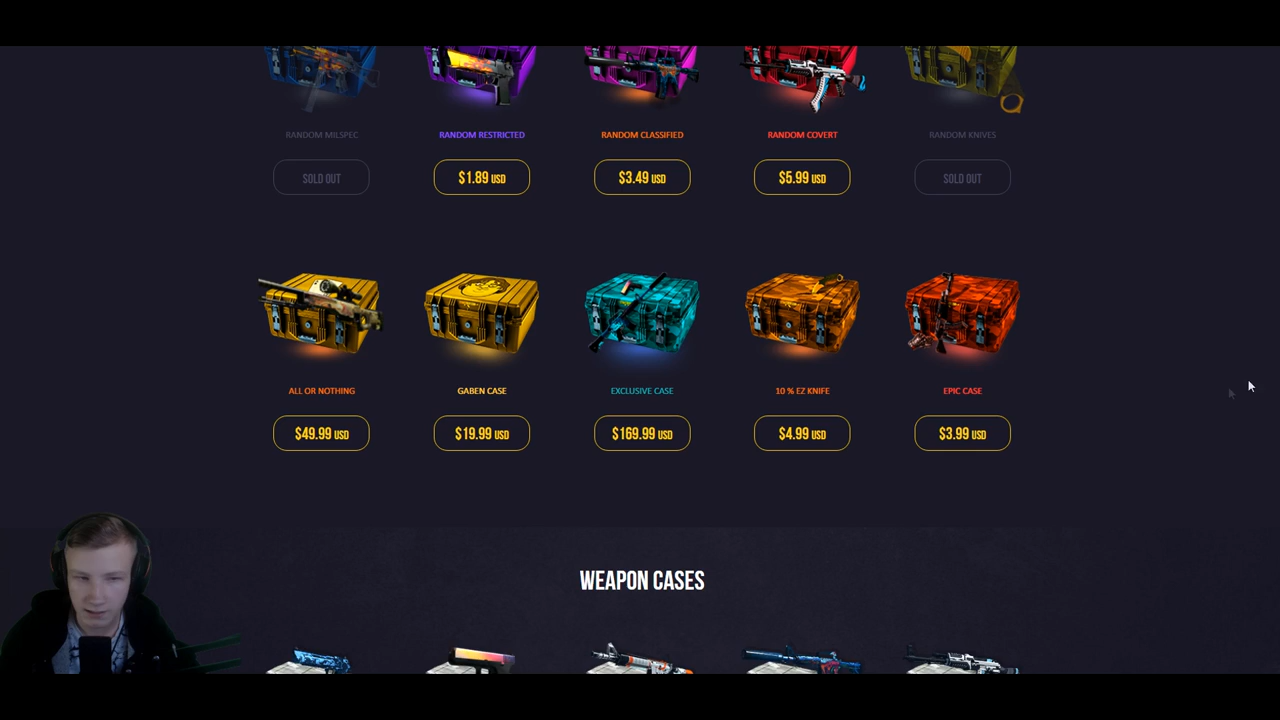 RANDOM MILSPEC
RANDOM RESTRICTED
RANDOM CLASSIFIED
RANDOM COVERT
RANDOM KNIVES
SOLD OUT
$1.89 USD
$3.49 USD
$5.99 USD
SOLD OUT
ALL OR NOTHING
GABEN CASE
EXCLUSIVE CASE
10 % EZ KNIFE
EPIC CASE
$49.99 USD
$19.99 USD
$169.99 USD
$4.99 USD
$3.99 USD
WEAPON CASES